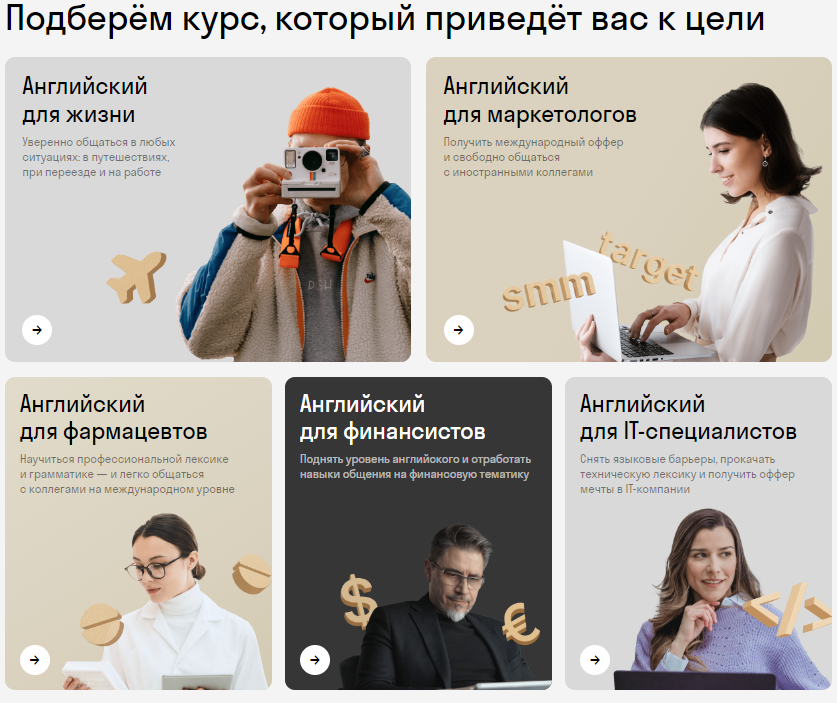 Подберём курс, который приведёт вас к цели
Английский
для жизни
Уверенно общаться в любых
ситуациях: в путешествиях,
при переезде и на работе
Английский
для маркетологов
Получить международный оффер
и свободно общаться
с иностранными коллегами
smm
target
Английский
для фармацевтов
Научиться профессиональной лексике
и грамматике — и легко общаться
с коллегами на международном уровне
Английский
для финансистов
Поднять уровень английского и отработать
навыки общения на финансовую тематику
$
€
Английский
для IT-специалистов
Снять языковые барьеры, прокачать
техническую лексику и получить оффер
мечты в IT-компании
</>